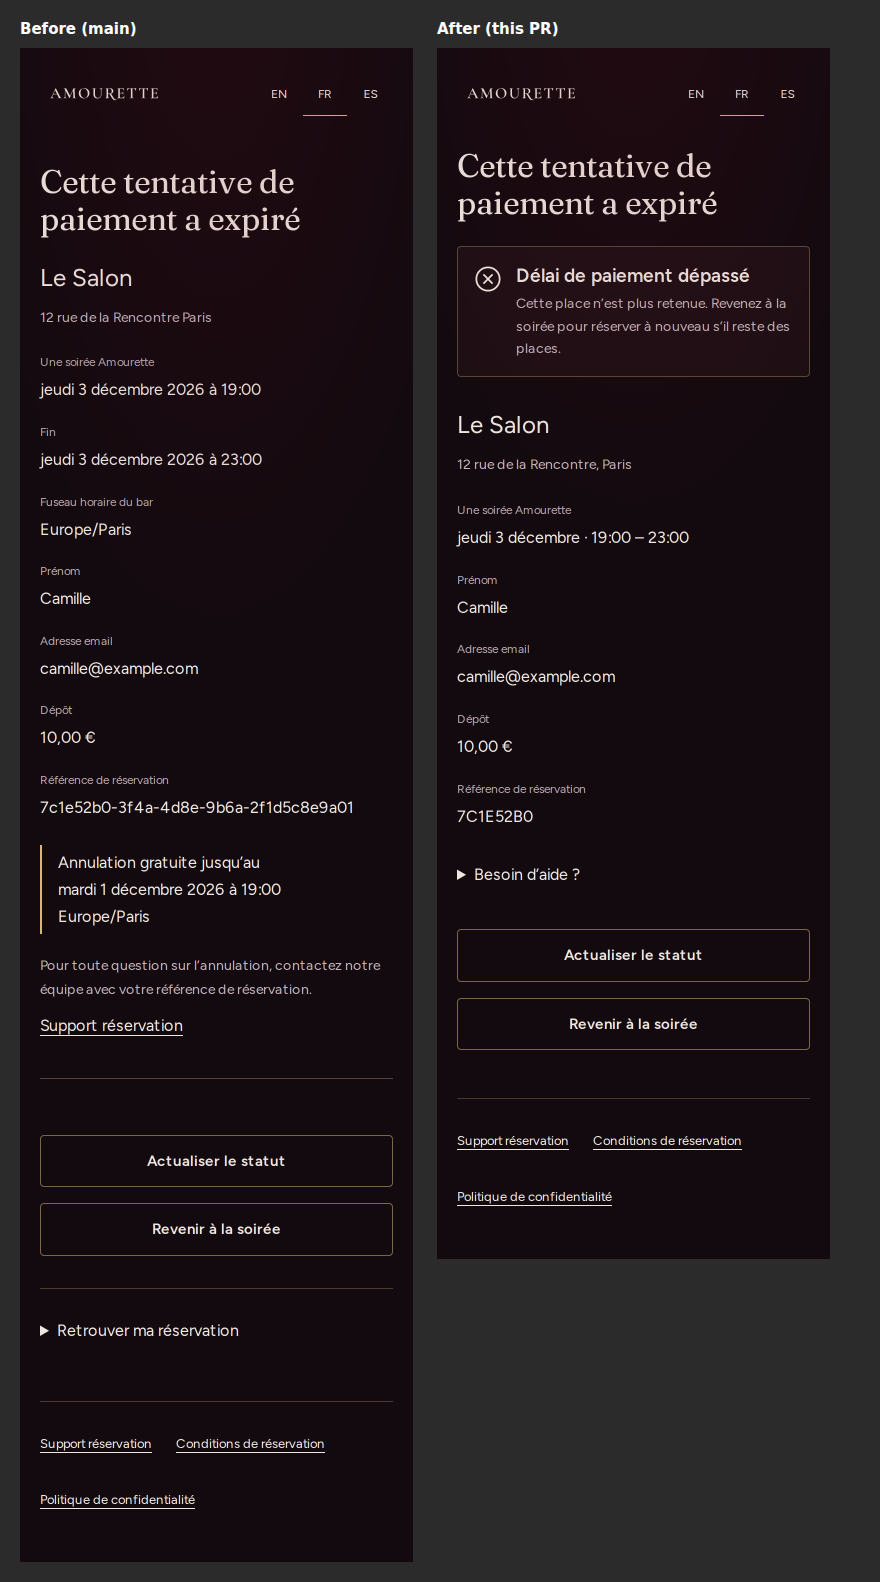 Before (main)
AMOURETTE
EN FR ES
Cette tentative de
paiement a expiré
Le Salon
12 rue de la Rencontre Paris
Une soirée Amourette
jeudi 3 décembre 2026 à 19:00
Fin
jeudi 3 décembre 2026 à 23:00
Fuseau horaire du bar
Europe/Paris
Prénom
Camille
Adresse email
camille@example.com
Dépôt
10,00 €
Référence de réservation
7c1e52b0-3f4a-4d8e-9b6a-2f1d5c8e9a01
Annulation gratuite jusqu’au
mardi 1 décembre 2026 à 19:00
Europe/Paris
Pour toute question sur l’annulation, contactez notre
équipe avec votre référence de réservation.
Support réservation
Actualiser le statut
Revenir à la soirée
Retrouver ma réservation
Support réservation Conditions de réservation
Politique de confidentialité
After (this PR)
AMOURETTE
EN FR ES
Cette tentative de
paiement a expiré
Délai de paiement dépassé
Cette place n’est plus retenue. Revenez à la
soirée pour réserver à nouveau s’il reste des
places.
Le Salon
12 rue de la Rencontre, Paris
Une soirée Amourette
jeudi 3 décembre · 19:00 – 23:00
Prénom
Camille
Adresse email
camille@example.com
Dépôt
10,00 €
Référence de réservation
7C1E52B0
Besoin d’aide ?
Actualiser le statut
Revenir à la soirée
Support réservation Conditions de réservation
Politique de confidentialité